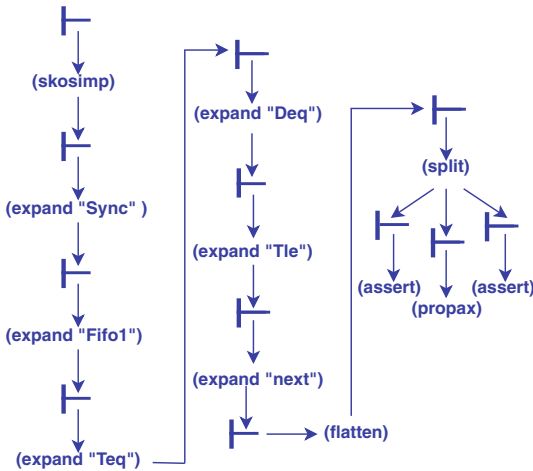 (skosimp)
(expand "Sync" )
(expand "Fifo1")
(expand "Teq")
(expand "Deq")
(expand "Tle")
(expand "next")
(flatten)
(split)
(assert)
(propax)
(assert)